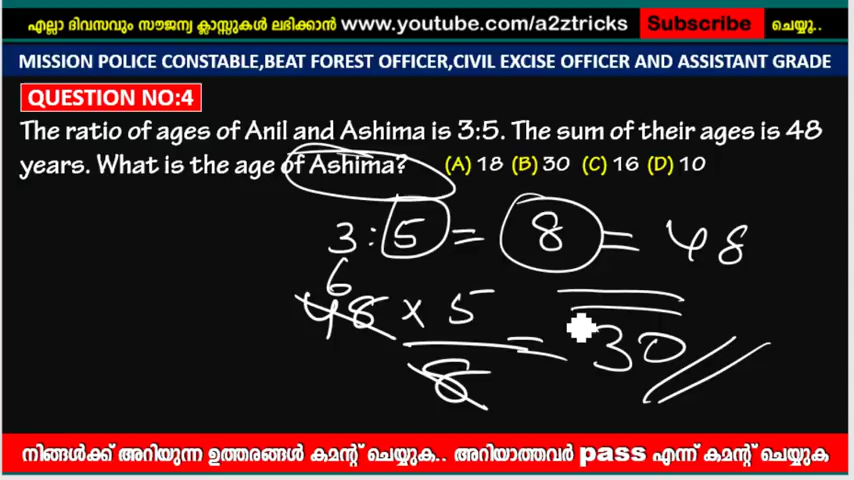 എല്ലാ ദിവസവും സൗജന്യ ക്ലാസ്സുകൾ ലഭിക്കാൻ www.youtube.com/a2ztricks Subscribe ചെയ്യൂ..
MISSION POLICE CONSTABLE,BEAT FOREST OFFICER,CIVIL EXCISE OFFICER AND ASSISTANT GRADE
QUESTION NO:4
The ratio of ages of Anil and Ashima is 3:5. The sum of their ages is 48
years. What is the age of Ashima? (A) 18 (B) 30 (C) 16 (D) 10
3:5 = 8 = 48
6
48 x 5
= 30
8
നിങ്ങൾക്ക് അറിയുന്ന ഉത്തരങ്ങൾ കമന്റ് ചെയ്യുക.. അറിയാത്തവർ pass എന്ന് കമന്റ് ചെയ്യുക